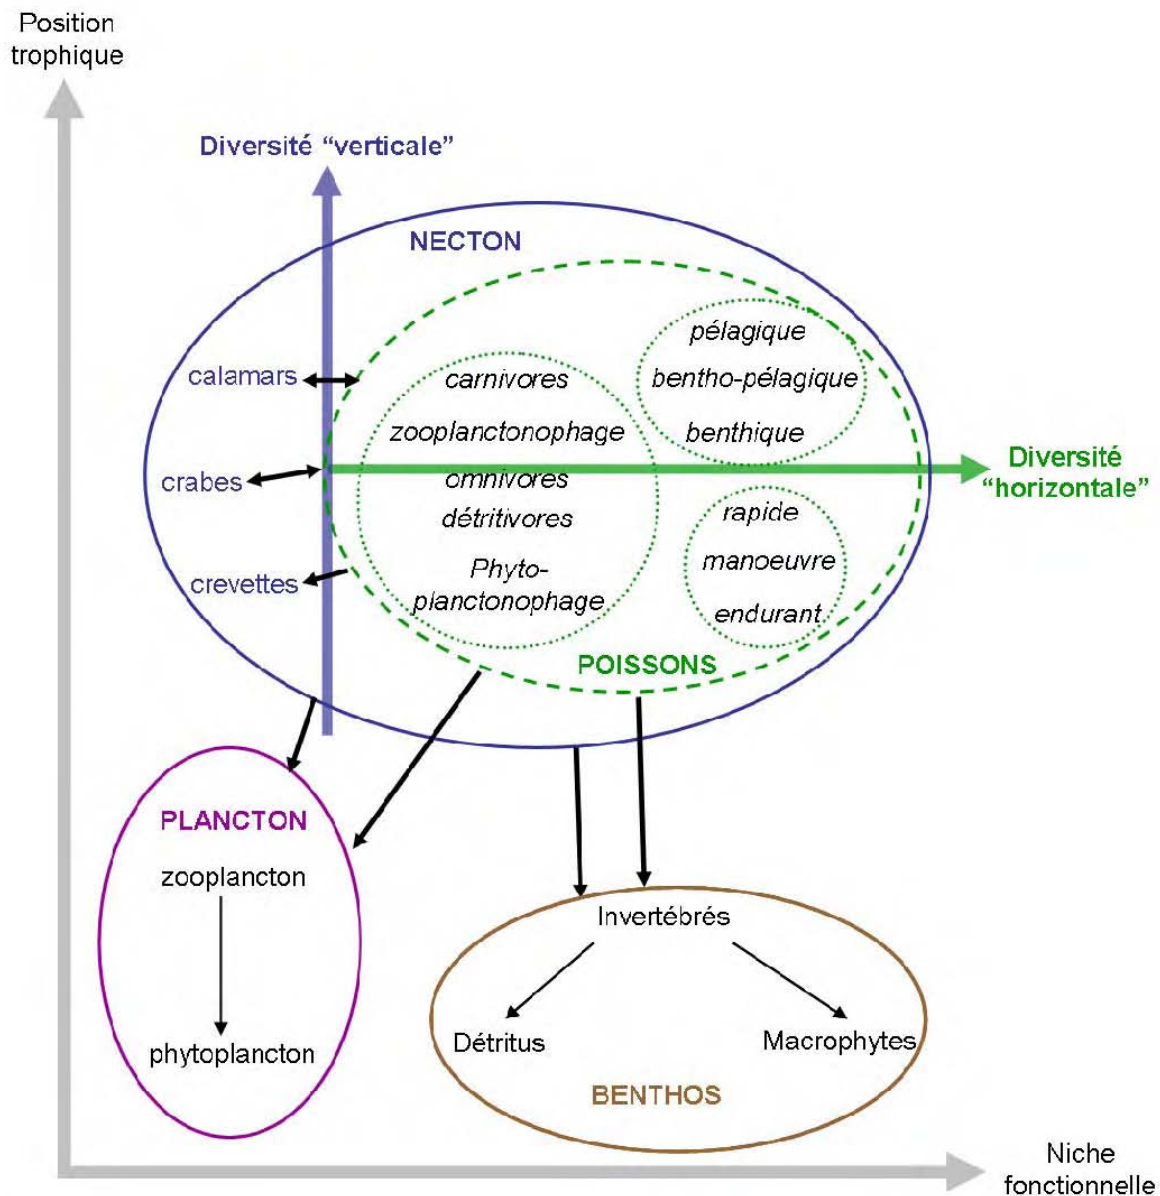 Position
trophique
Diversité “verticale”
NECTON
pélagique
calamars
carnivores
bentho-pélagique
zooplanctonophage
benthique
crabes
omnivores
Diversité
“horizontale”
détritivores
rapide
crevettes
Phyto-
planctonophage
manoeuvre
endurant
POISSONS
PLANCTON
zooplancton
phytoplancton
Invertébrés
Détritus
Macrophytes
BENTHOS
Niche
fonctionnelle